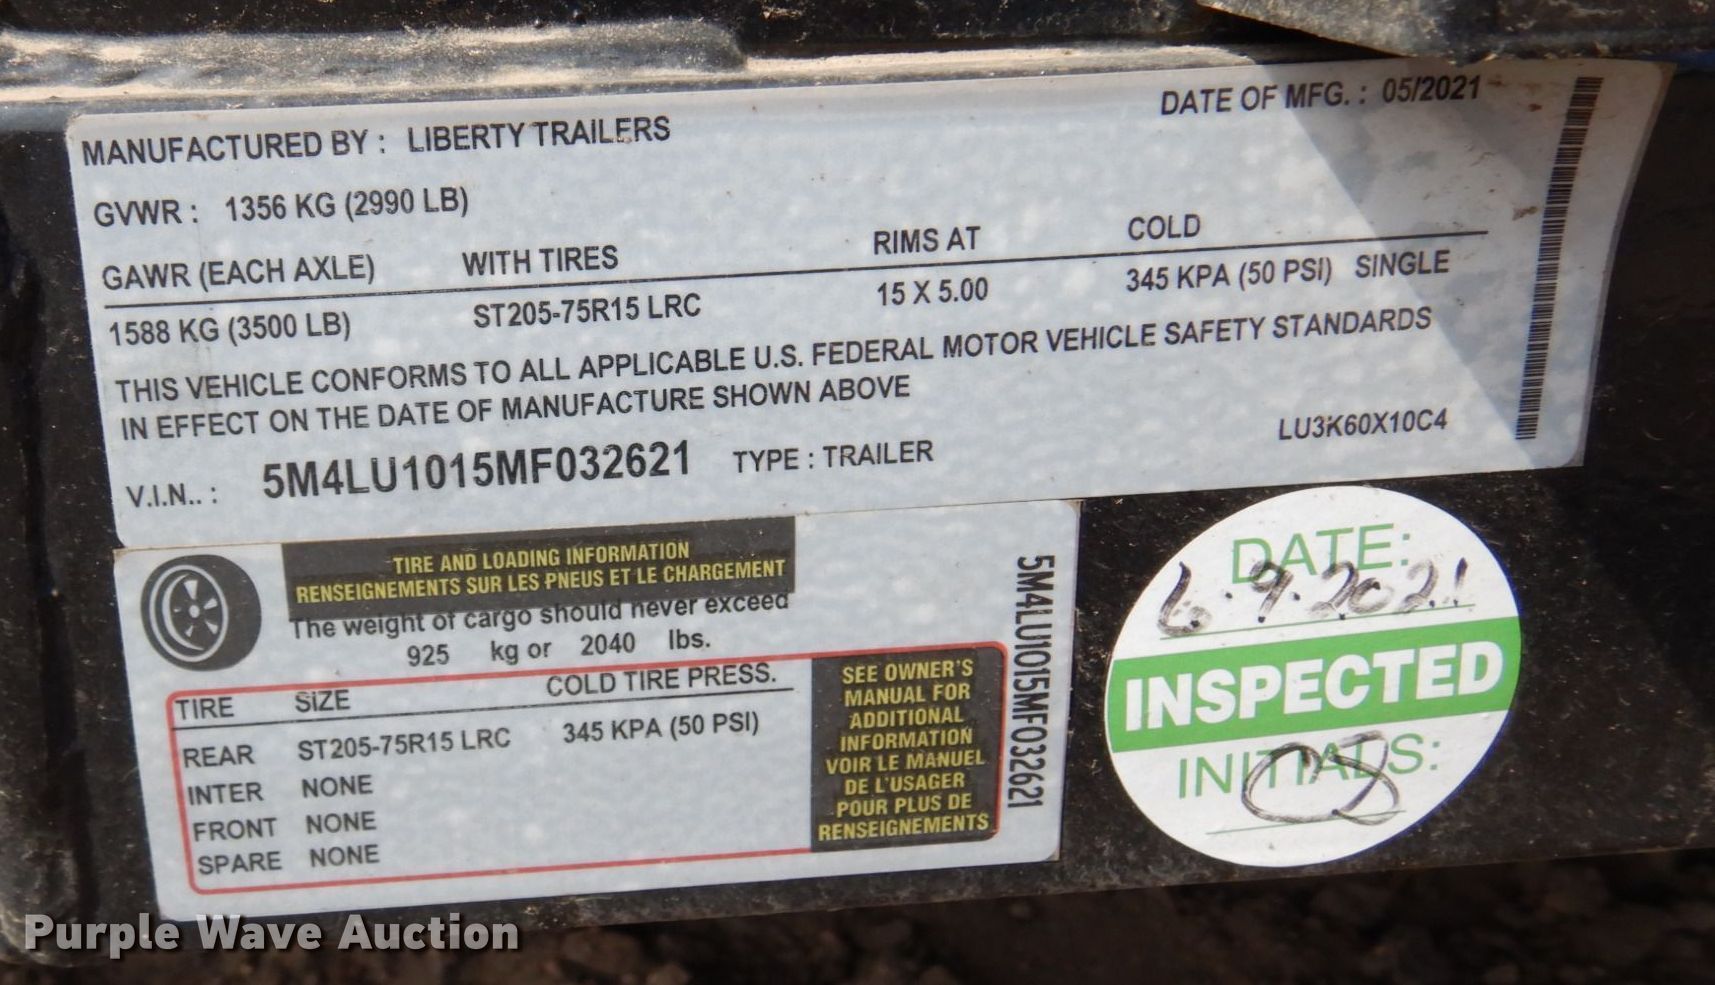 MANUFACTURED BY : LIBERTY TRAILERS
DATE OF MFG. : 05/2021
GVWR : 1356 KG (2990 LB)
GAWR (EACH AXLE) WITH TIRES RIMS AT COLD
1588 KG (3500 LB) ST205-75R15 LRC 15 X 5.00 345 KPA (50 PSI) SINGLE
THIS VEHICLE CONFORMS TO ALL APPLICABLE U.S. FEDERAL MOTOR VEHICLE SAFETY STANDARDS
IN EFFECT ON THE DATE OF MANUFACTURE SHOWN ABOVE
LU3K60X10C4
V.I.N.. : 5M4LU1015MF032621 TYPE : TRAILER
TIRE AND LOADING INFORMATION
RENSEIGNEMENTS SUR LES PNEUS ET LE CHARGEMENT
The weight of cargo should never exceed
925 kg or 2040 lbs.
TIRE SIZE COLD TIRE PRESS.
REAR ST205-75R15 LRC 345 KPA (50 PSI)
INTER NONE
FRONT NONE
SPARE NONE
SEE OWNER'S
MANUAL FOR
ADDITIONAL
INFORMATION
VOIR LE MANUEL
DE L'USAGER
POUR PLUS DE
RENSEIGNEMENTS
5M4LU1015MF032621
DATE:
6.9.2021
INSPECTED
INITIALS:
CB
Purple Wave Auction